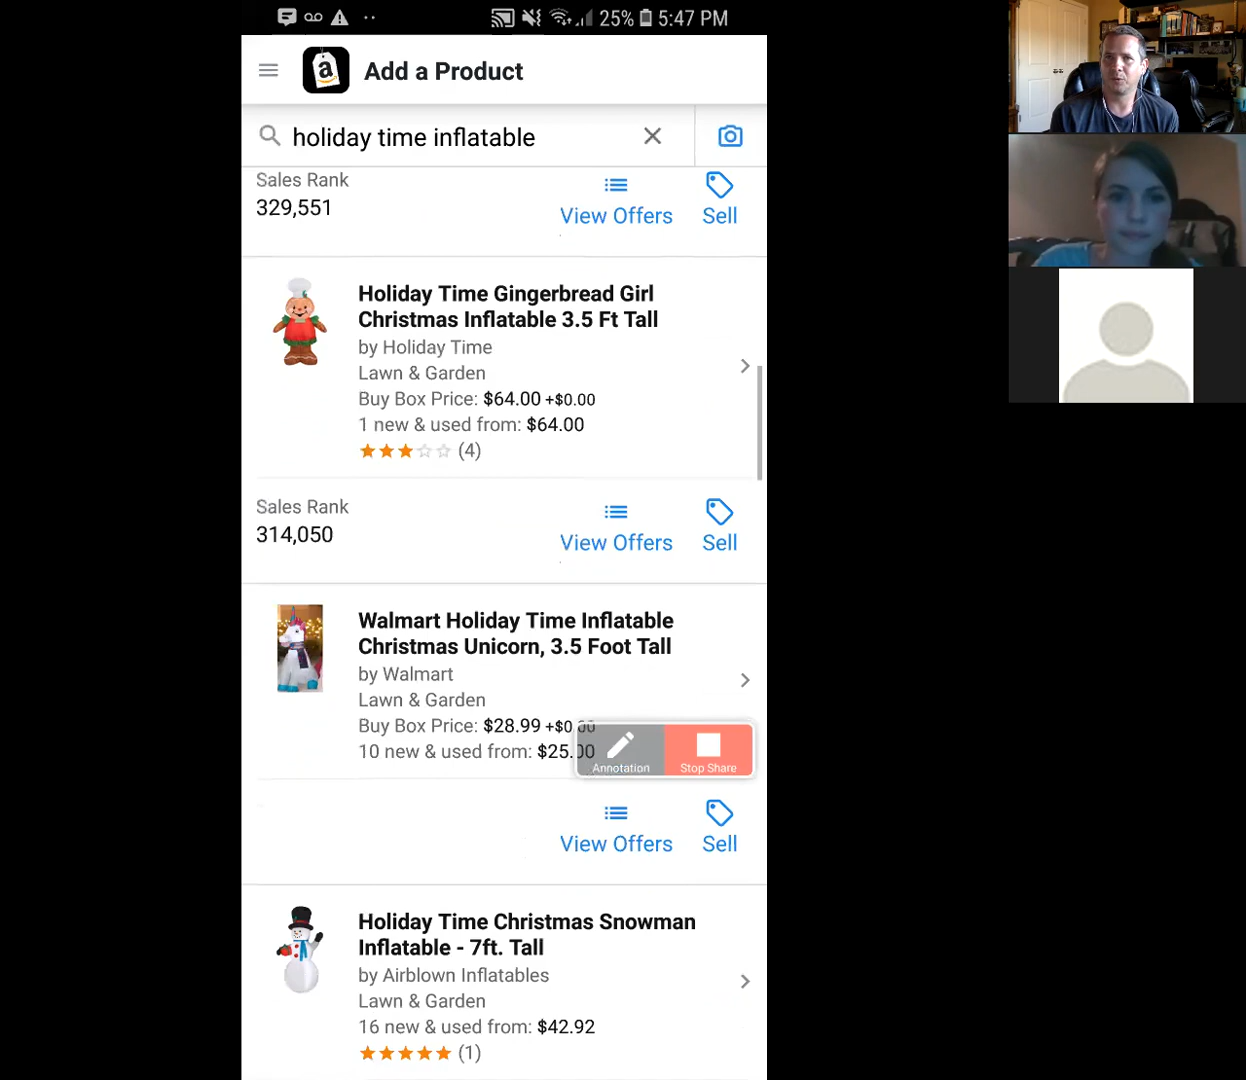 25% 5:47 PM
Add a Product
holiday time inflatable
Sales Rank
329,551
View Offers
Sell
Holiday Time Gingerbread Girl
Christmas Inflatable 3.5 Ft Tall
by Holiday Time
Lawn & Garden
Buy Box Price: $64.00 +$0.00
1 new & used from: $64.00
(4)
Sales Rank
314,050
View Offers
Sell
Walmart Holiday Time Inflatable
Christmas Unicorn, 3.5 Foot Tall
by Walmart
Lawn & Garden
Buy Box Price: $28.99 +$0.00
10 new & used from: $25.00
Annotation
Stop Share
View Offers
Sell
Holiday Time Christmas Snowman
Inflatable - 7ft. Tall
by Airblown Inflatables
Lawn & Garden
16 new & used from: $42.92
(1)